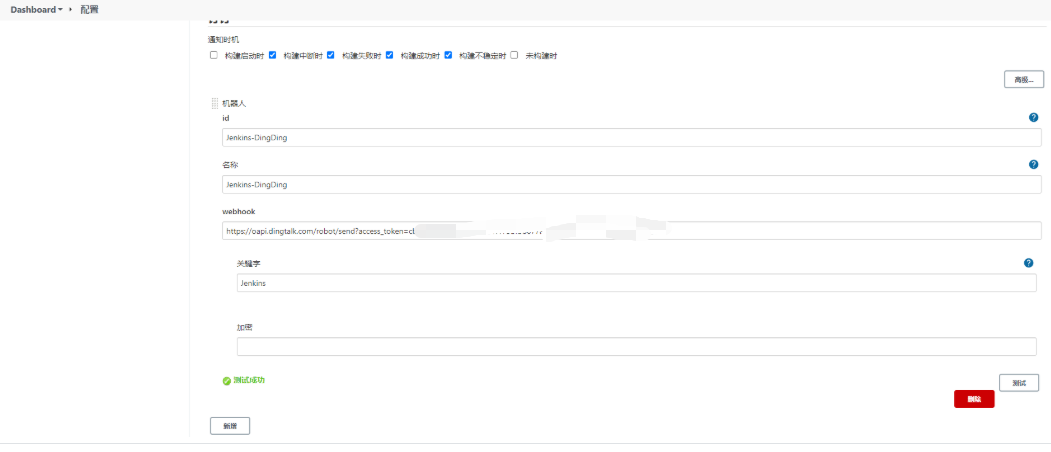 Dashboard
配置
通知时机
构建启动时 构建中断时 构建失败时 构建成功时 构建不稳定时 未构建时
高级...
机器人
id
Jenkins-DingDing
名称
Jenkins-DingDing
webhook
https://oapi.dingtalk.com/robot/send?access_token=cl
关键字
Jenkins
加密
测试成功
测试
删除
新增